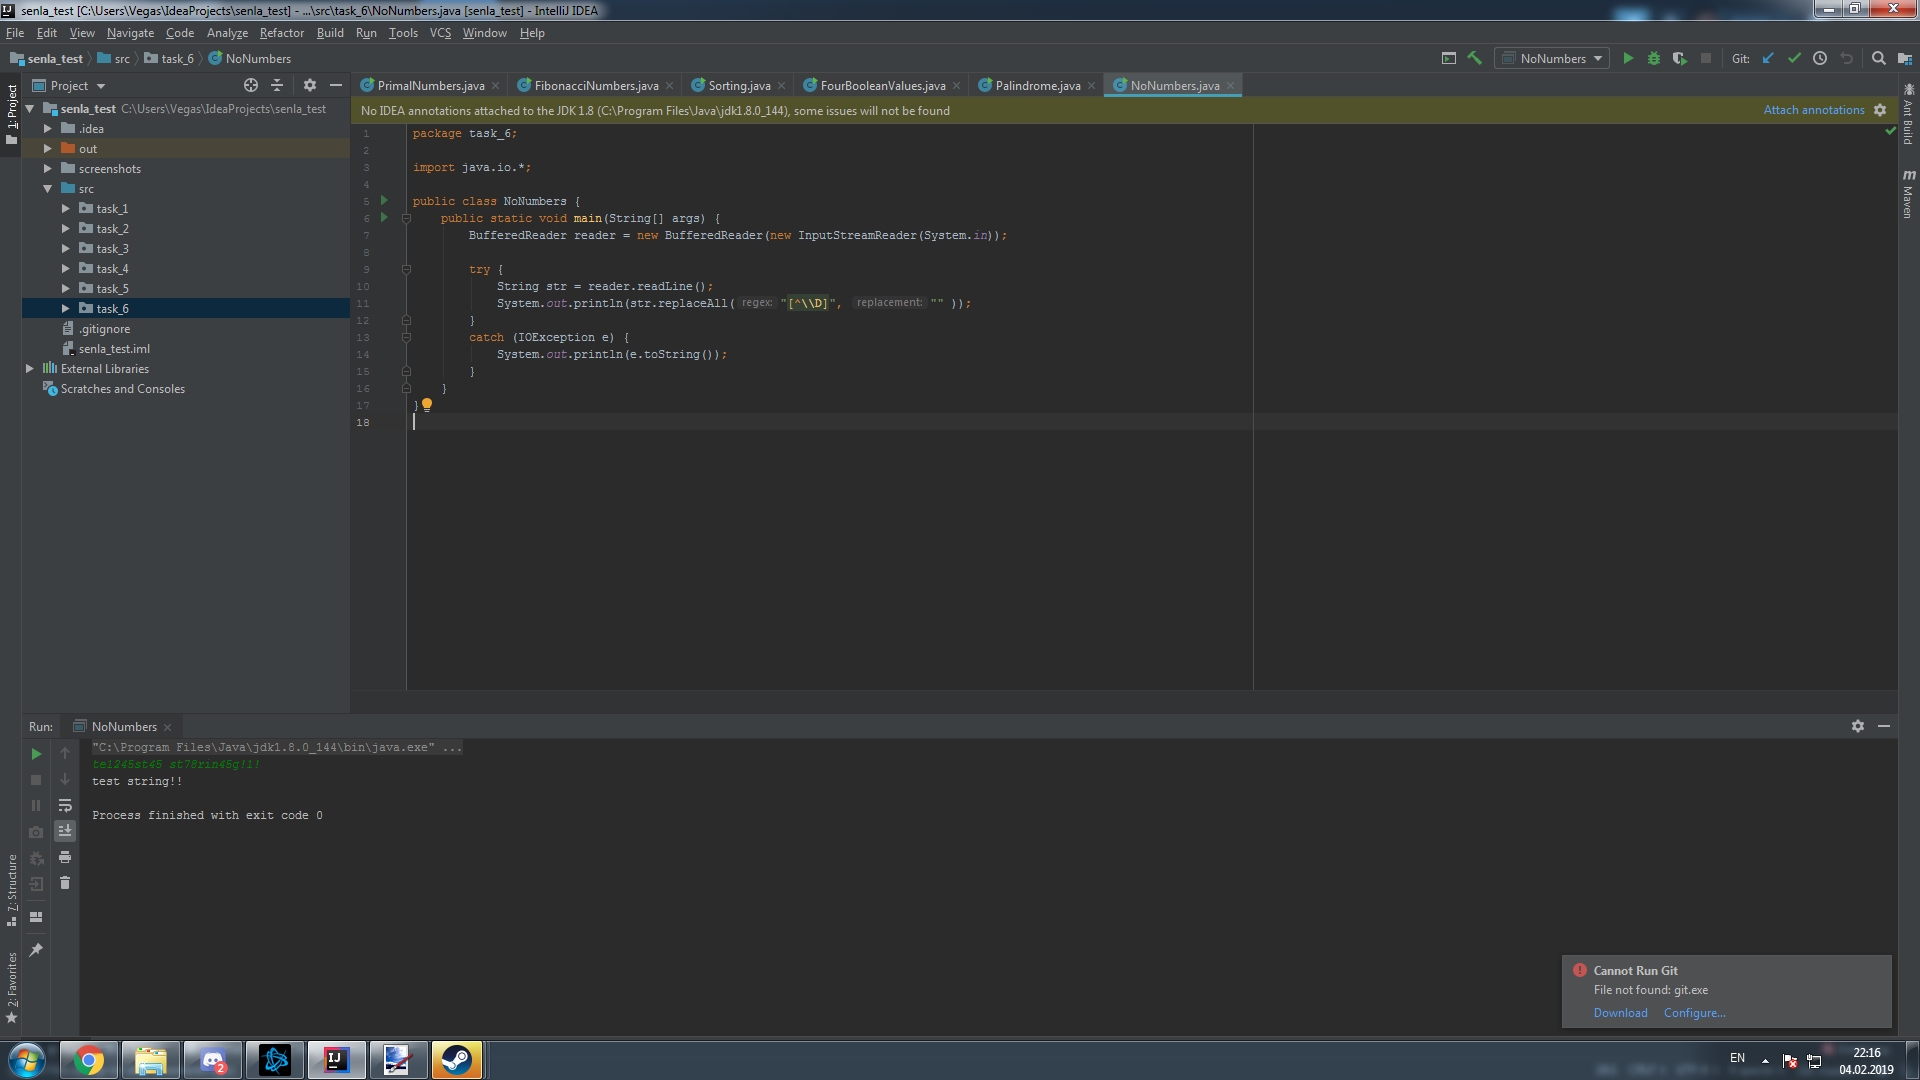 senla_test [C:\Users\Vegas\IdeaProjects\senla_test] - ...\src\task_6\NoNumbers.java [senla_test] - IntelliJ IDEA
File Edit View Navigate Code Analyze Refactor Build Run Tools VCS Window Help
senla_test src task_6 NoNumbers
NoNumbers
Git:
Project
PrimalNumbers.java
FibonacciNumbers.java
Sorting.java
FourBooleanValues.java
Palindrome.java
NoNumbers.java
No IDEA annotations attached to the JDK 1.8 (C:\Program Files\Java\jdk1.8.0_144), some issues will not be found
Attach annotations
1: Project
senla_test C:\Users\Vegas\IdeaProjects\senla_test
.idea
out
screenshots
src
task_1
task_2
task_3
task_4
task_5
task_6
.gitignore
senla_test.iml
External Libraries
Scratches and Consoles
1 package task_6;
2
3 import java.io.*;
4
5 public class NoNumbers {
6 public static void main(String[] args) {
7 BufferedReader reader = new BufferedReader(new InputStreamReader(System.in));
8
9 try {
10 String str = reader.readLine();
11 System.out.println(str.replaceAll( regex: "[^\\D]", replacement: "" ));
12 }
13 catch (IOException e) {
14 System.out.println(e.toString());
15 }
16 }
17 }
18
Ant Build
m Maven
Run: NoNumbers
"C:\Program Files\Java\jdk1.8.0_144\bin\java.exe" ...
te1245st45 st78rin45g!1!
test string!!
Process finished with exit code 0
7: Structure
2: Favorites
Cannot Run Git
File not found: git.exe
Download Configure...
2
IJ
EN
22:16
04.02.2019